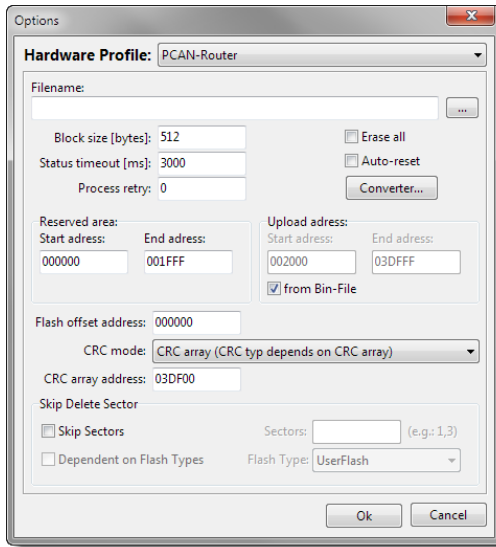 Options
Hardware Profile: PCAN-Router
Filename:
...
Block size [bytes]: 512
Erase all
Status timeout [ms]: 3000
Auto-reset
Process retry: 0
Converter...
Reserved area:
Start adress: End adress:
000000 001FFF
Upload adress:
Start adress: End adress:
002000 03DFFF
from Bin-File
Flash offset address: 000000
CRC mode: CRC array (CRC typ depends on CRC array)
CRC array address: 03DF00
Skip Delete Sector
Skip Sectors Sectors: (e.g.: 1,3)
Dependent on Flash Types Flash Type: UserFlash
Ok Cancel